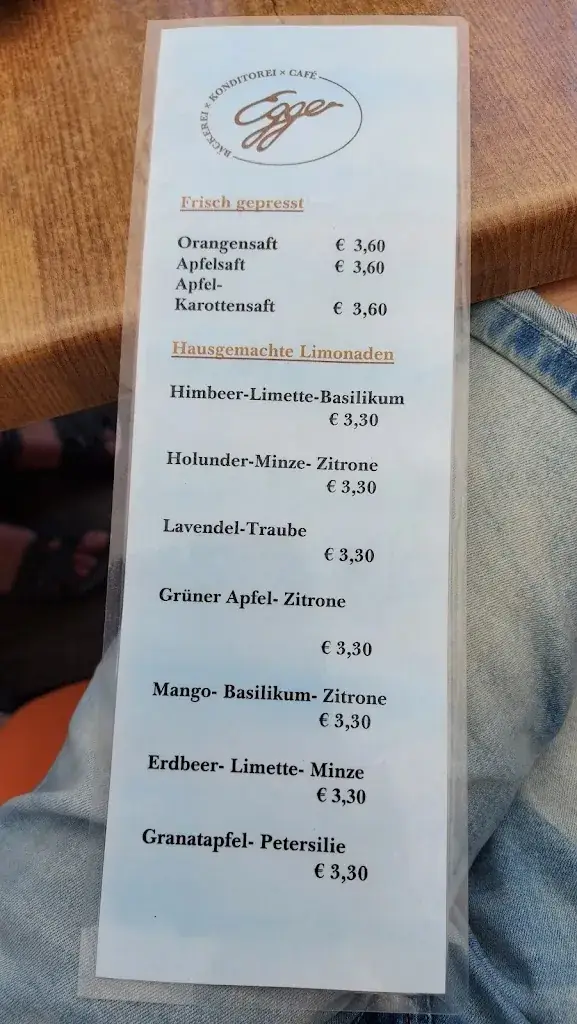 BÄCKEREI × KONDITOREI × CAFÉ
Egger
Frisch gepresst
Orangensaft € 3,60
Apfelsaft € 3,60
Apfel-
Karottensaft € 3,60
Hausgemachte Limonaden
Himbeer-Limette-Basilikum
€ 3,30
Holunder-Minze- Zitrone
€ 3,30
Lavendel-Traube
€ 3,30
Grüner Apfel- Zitrone
€ 3,30
Mango- Basilikum- Zitrone
€ 3,30
Erdbeer- Limette- Minze
€ 3,30
Granatapfel- Petersilie
€ 3,30